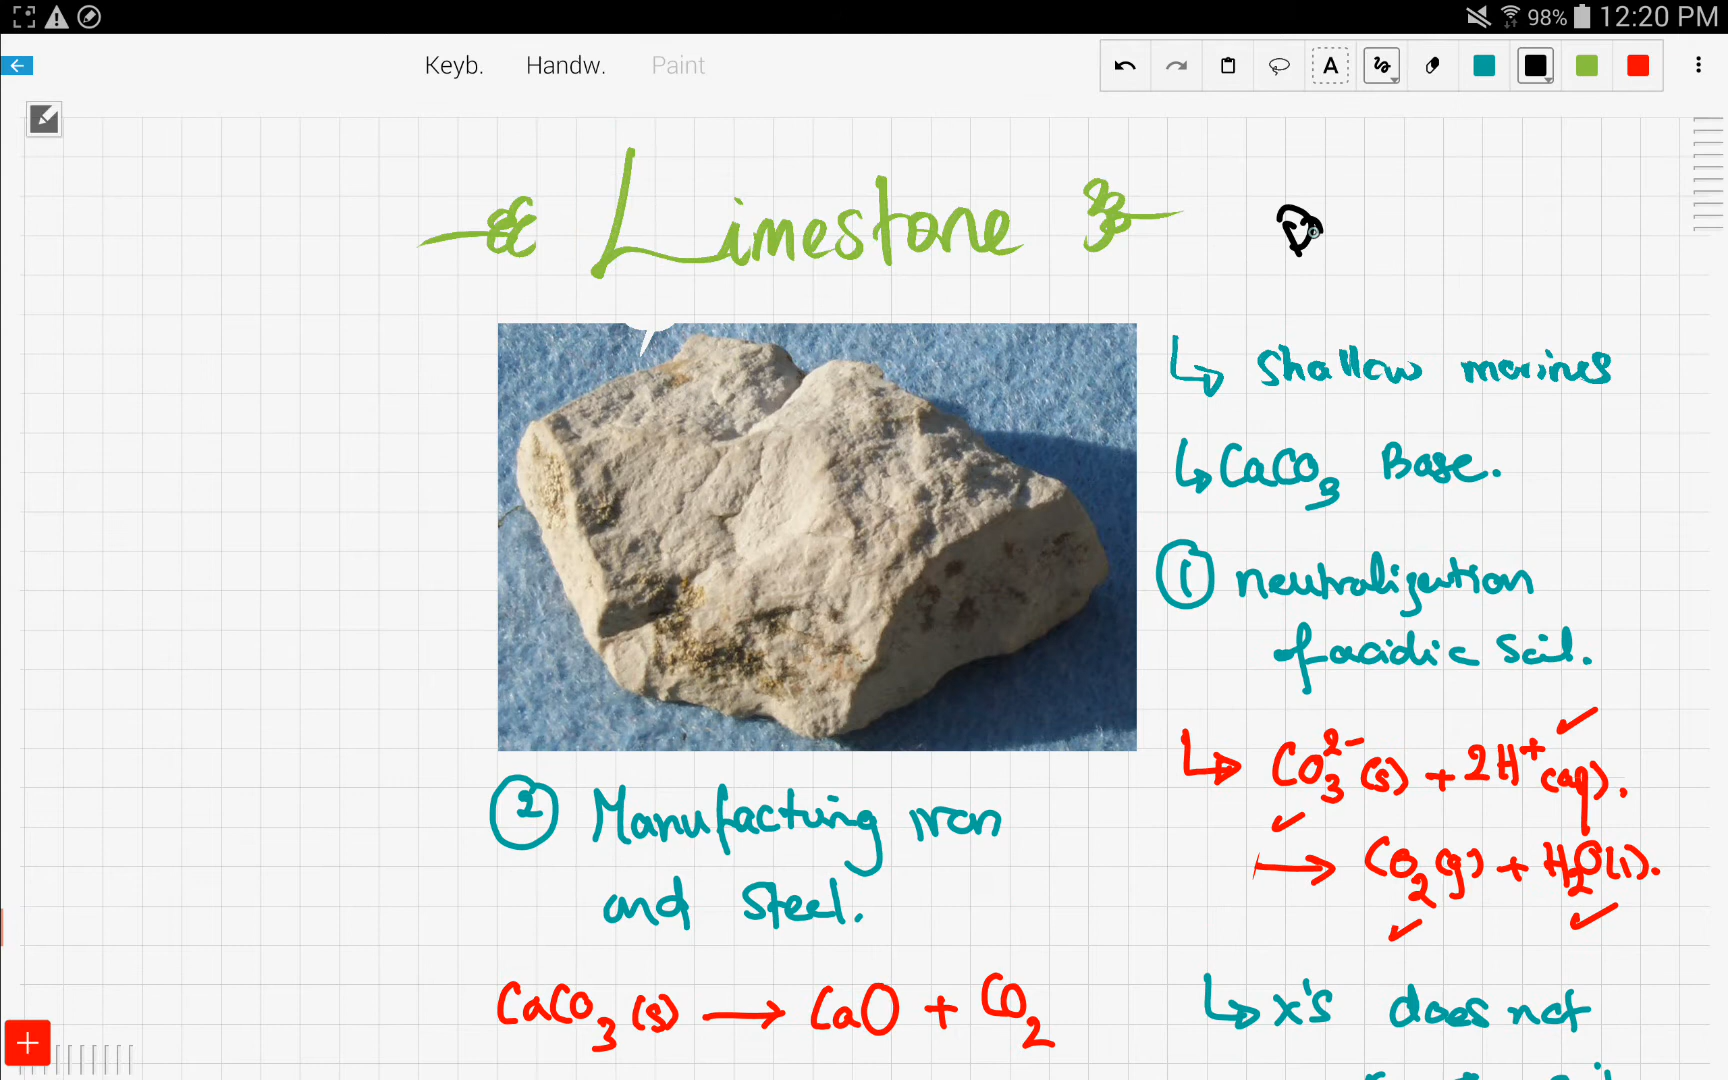 98% 12:20 PM
Keyb. Handw. Paint
A
Limestone
shallow marines
CaCO3 Base.
① neutralization
of acidic soil.
CO3^2- (s) + 2H+ (aq).
→ CO2(g) + H2O(l).
② Manufacturing iron
and steel.
CaCO3 (s) → CaO + CO2
x's does not